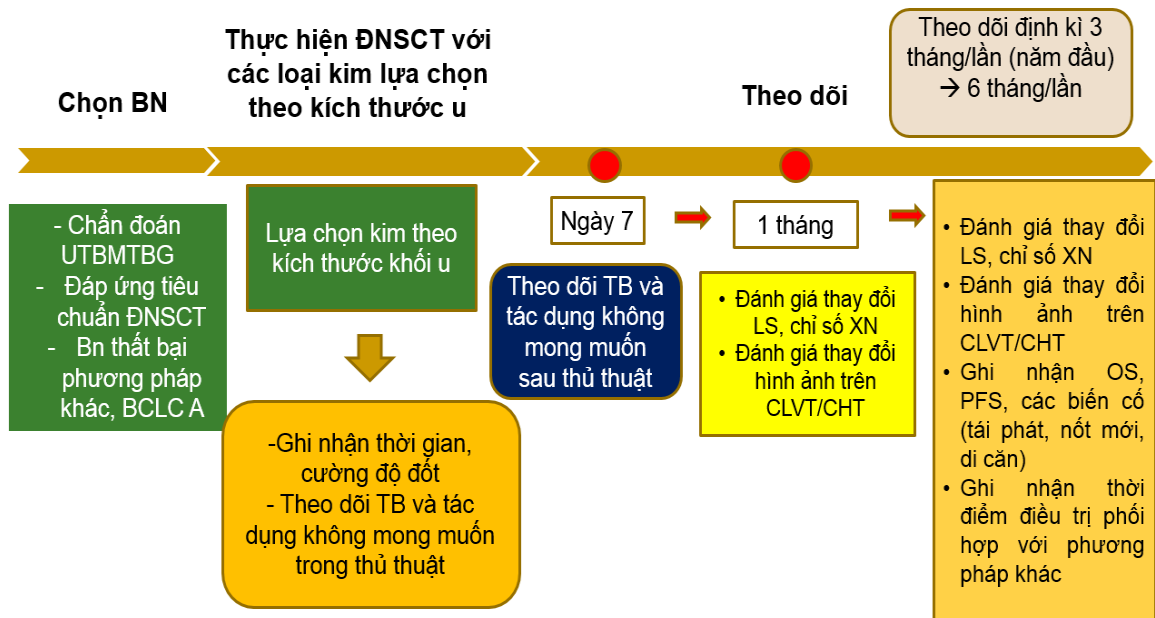 Chọn BN
Thực hiện ĐNSCT với
các loại kim lựa chọn
theo kích thước u
Theo dõi
Theo dõi định kì 3
tháng/lần (năm đầu)
→ 6 tháng/lần
- Chẩn đoán
UTBMTBG
- Đáp ứng tiêu
chuẩn ĐNSCT
- Bn thất bại
phương pháp
khác, BCLC A
Lựa chọn kim theo
kích thước khối u
-Ghi nhận thời gian,
cường độ đốt
- Theo dõi TB và tác
dụng không mong muốn
trong thủ thuật
Ngày 7
Theo dõi TB và
tác dụng không
mong muốn
sau thủ thuật
1 tháng
• Đánh giá thay đổi
LS, chỉ số XN
• Đánh giá thay đổi
hình ảnh trên
CLVT/CHT
• Đánh giá thay đổi
LS, chỉ số XN
• Đánh giá thay đổi
hình ảnh trên
CLVT/CHT
• Ghi nhận OS,
PFS, các biến cố
(tái phát, nốt mới,
di căn)
• Ghi nhận thời
điểm điều trị phối
hợp với phương
pháp khác